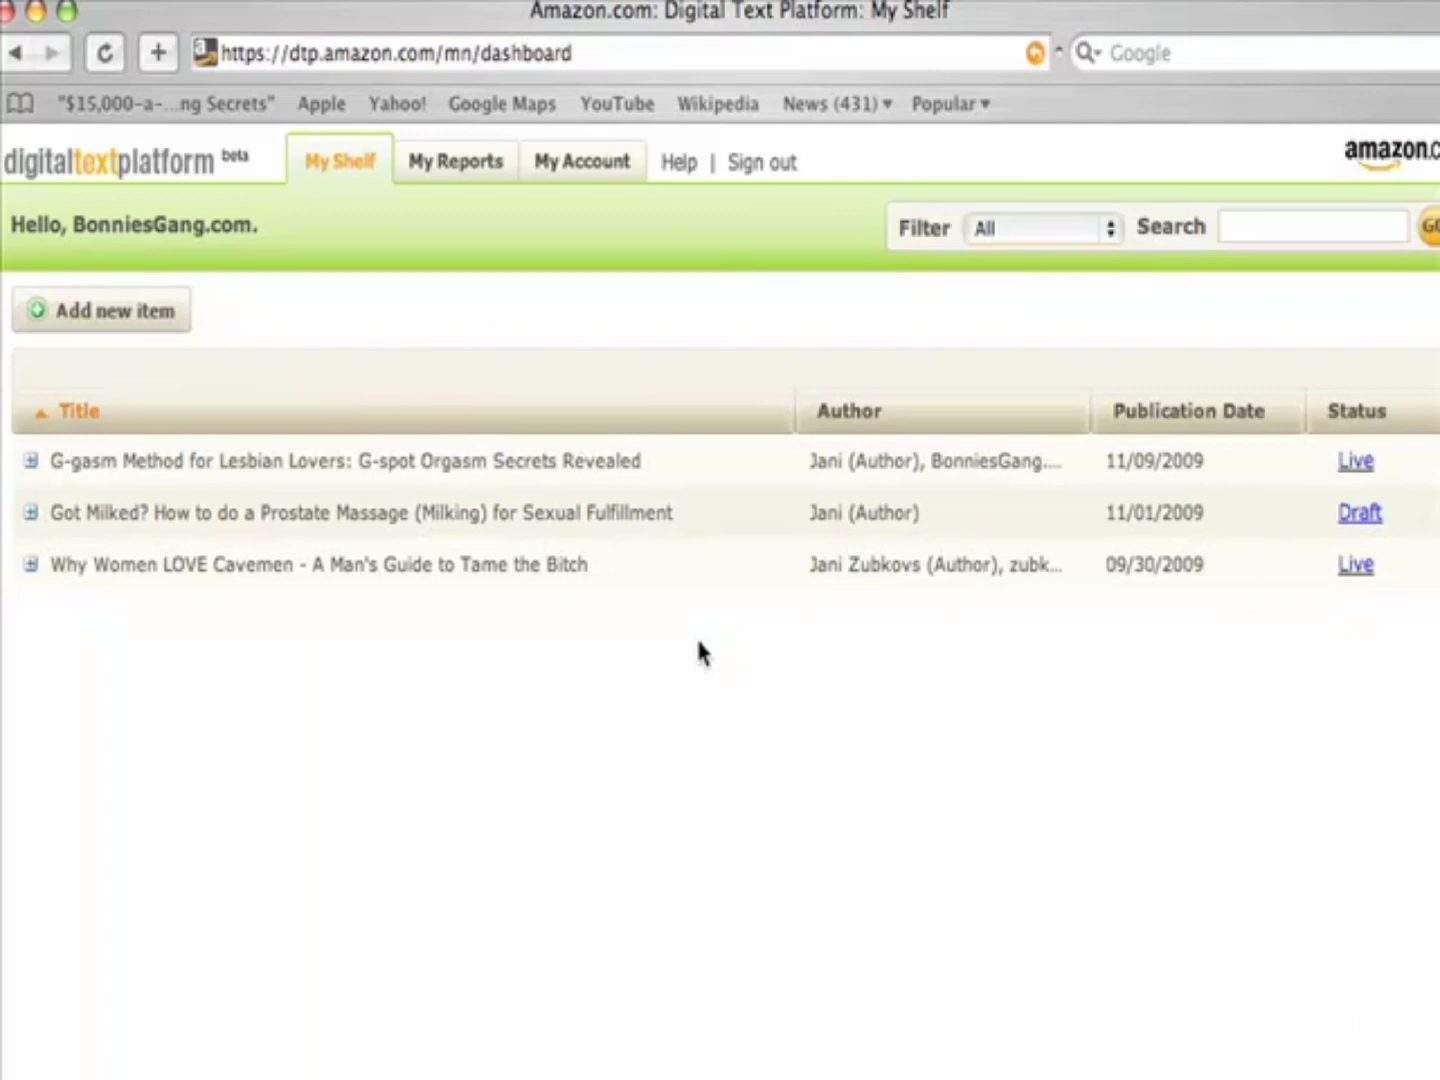 Amazon.com: Digital Text Platform: My Shelf
https://dtp.amazon.com/mn/dashboard
Google
"$15,000-a-...ng Secrets" Apple Yahoo! Google Maps YouTube Wikipedia News (431) Popular
digitaltextplatform beta My Shelf My Reports My Account Help | Sign out
amazon.c
Hello, BonniesGang.com.
Filter All Search GO
Add new item
Title Author Publication Date Status
G-gasm Method for Lesbian Lovers: G-spot Orgasm Secrets Revealed Jani (Author), BonniesGang.... 11/09/2009 Live
Got Milked? How to do a Prostate Massage (Milking) for Sexual Fulfillment Jani (Author) 11/01/2009 Draft
Why Women LOVE Cavemen - A Man's Guide to Tame the Bitch Jani Zubkovs (Author), zubk... 09/30/2009 Live